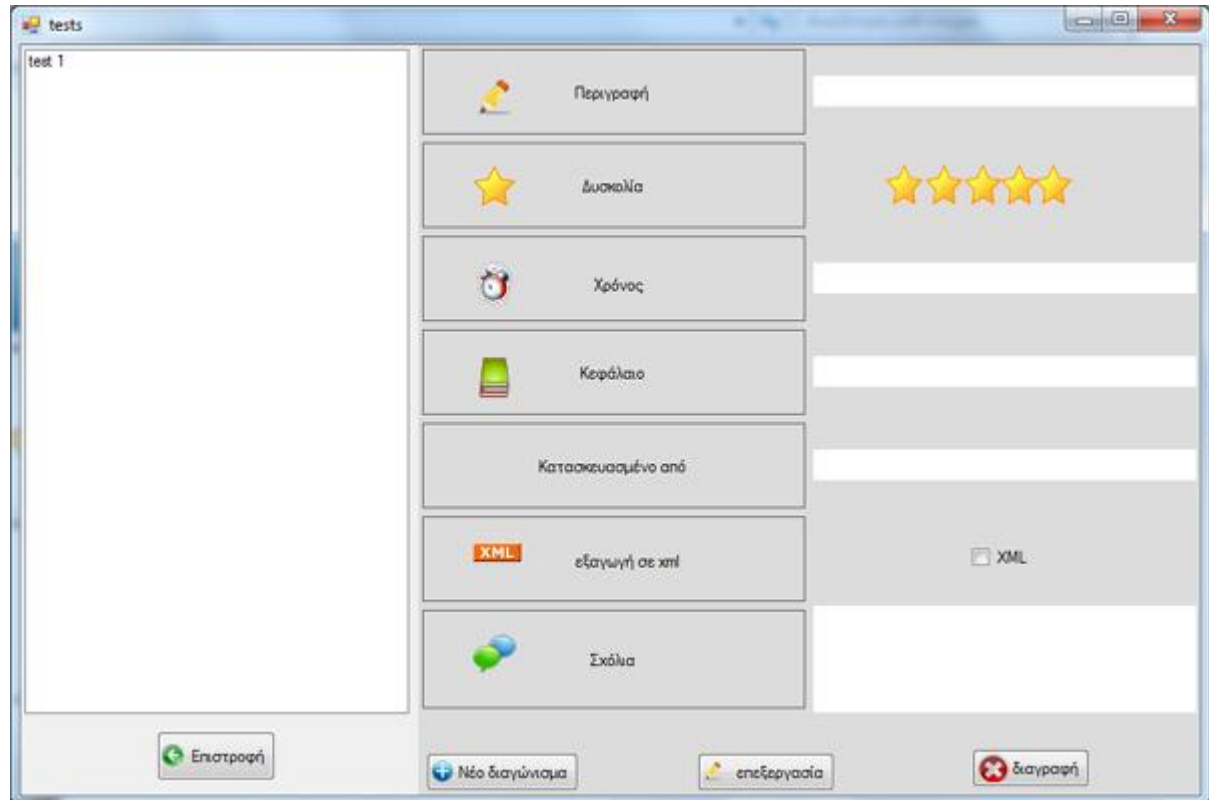 tests
test 1
Περιγραφή
Δυσκολία
Χρόνος
Κεφάλαιο
Κατασκευασμένο από
XML
εξαγωγή σε xml
XML
Σχόλια
Επιστροφή
Νέο διαγώνισμα
επεξεργασία
διαγραφή